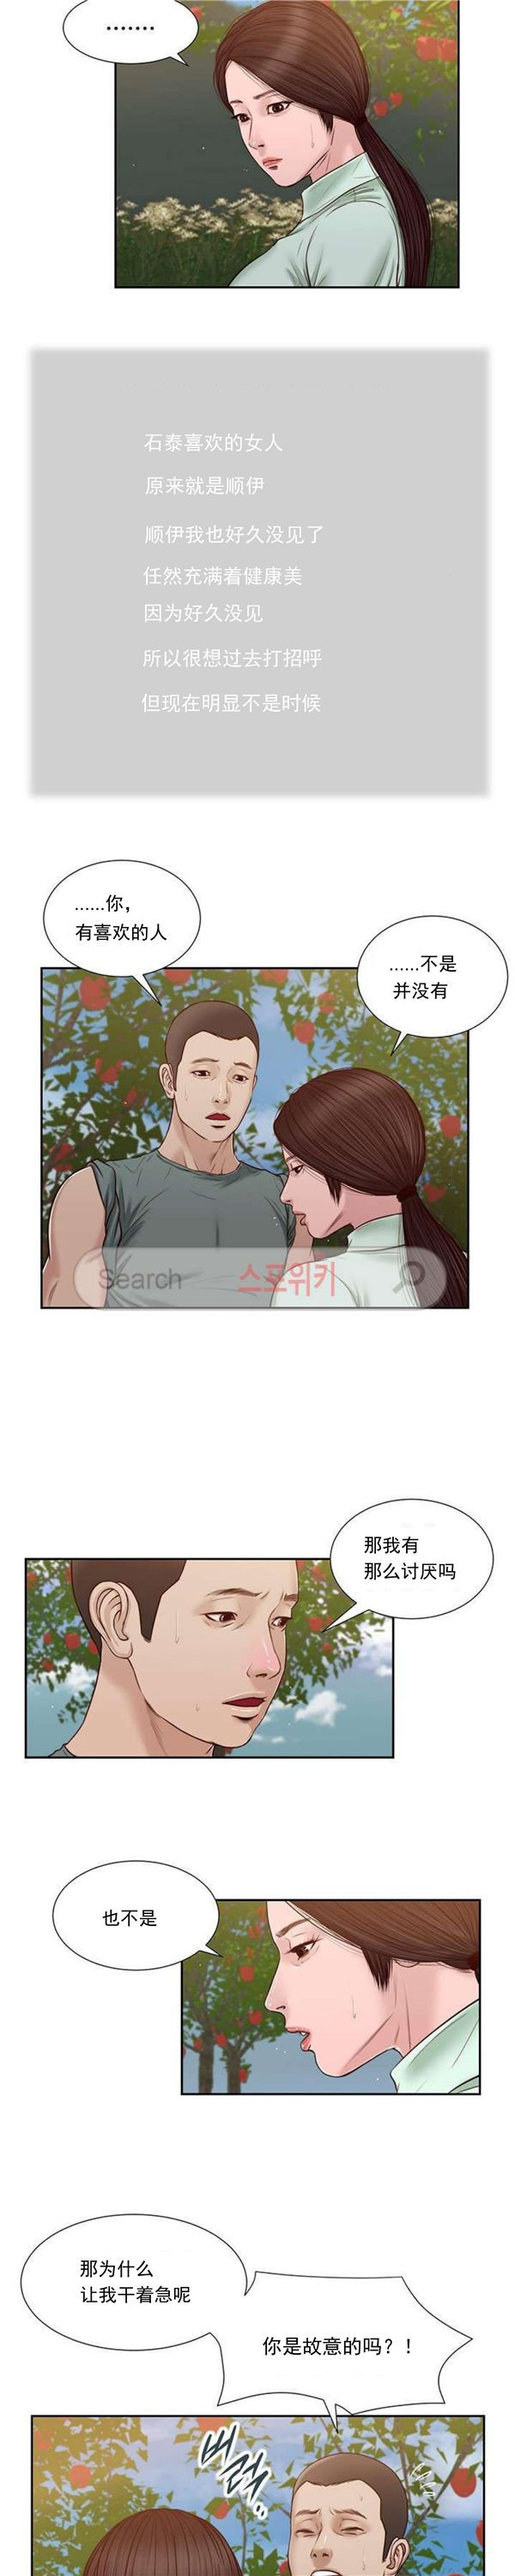 .......
石泰喜欢的女人
原来就是顺伊
顺伊我也好久没见了
任然充满着健康美
因为好久没见
所以很想过去打招呼
但现在明显不是时候
......你，
有喜欢的人
......不是
并没有
Search 스포위키
那我有
那么讨厌吗
也不是
那为什么
让我干着急呢
你是故意的吗？！
버럭